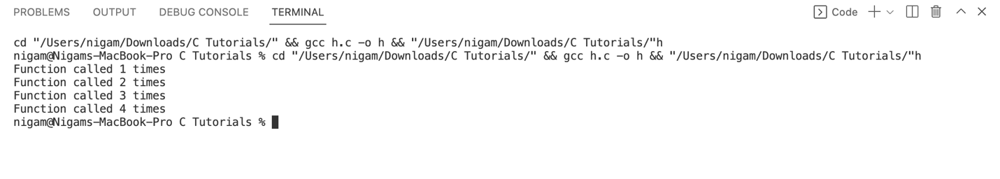 PROBLEMS OUTPUT DEBUG CONSOLE TERMINAL Code
cd "/Users/nigam/Downloads/C Tutorials/" && gcc h.c -o h && "/Users/nigam/Downloads/C Tutorials/"h
nigam@Nigams-MacBook-Pro C Tutorials % cd "/Users/nigam/Downloads/C Tutorials/" && gcc h.c -o h && "/Users/nigam/Downloads/C Tutorials/"h
Function called 1 times
Function called 2 times
Function called 3 times
Function called 4 times
nigam@Nigams-MacBook-Pro C Tutorials %